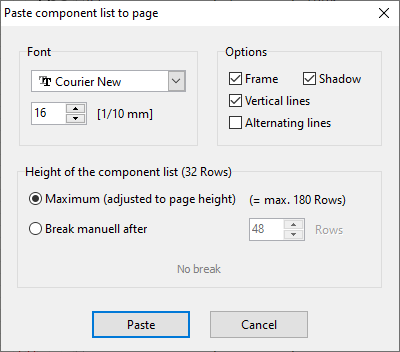 Paste component list to page
Font
Courier New
16 [1/10 mm]
Options
Frame Shadow
Vertical lines
Alternating lines
Height of the component list (32 Rows)
Maximum (adjusted to page height) (= max. 180 Rows)
Break manuell after 48 Rows
No break
Paste Cancel